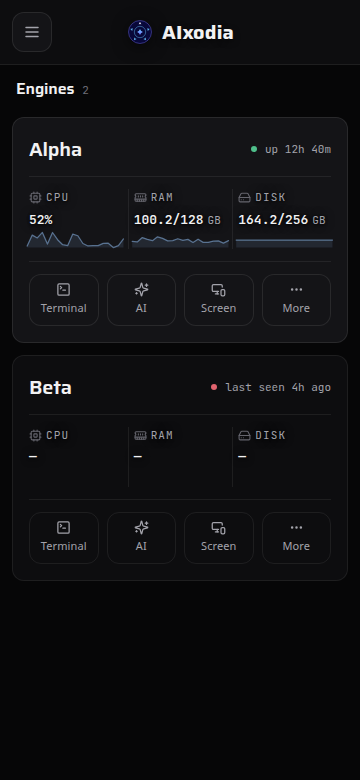 AIxodia
Engines 2
Alpha
up 12h 40m
CPU
RAM
DISK
52%
100.2/128 GB
164.2/256 GB
Terminal
AI
Screen
More
Beta
last seen 4h ago
CPU
RAM
DISK
—
—
—
Terminal
AI
Screen
More